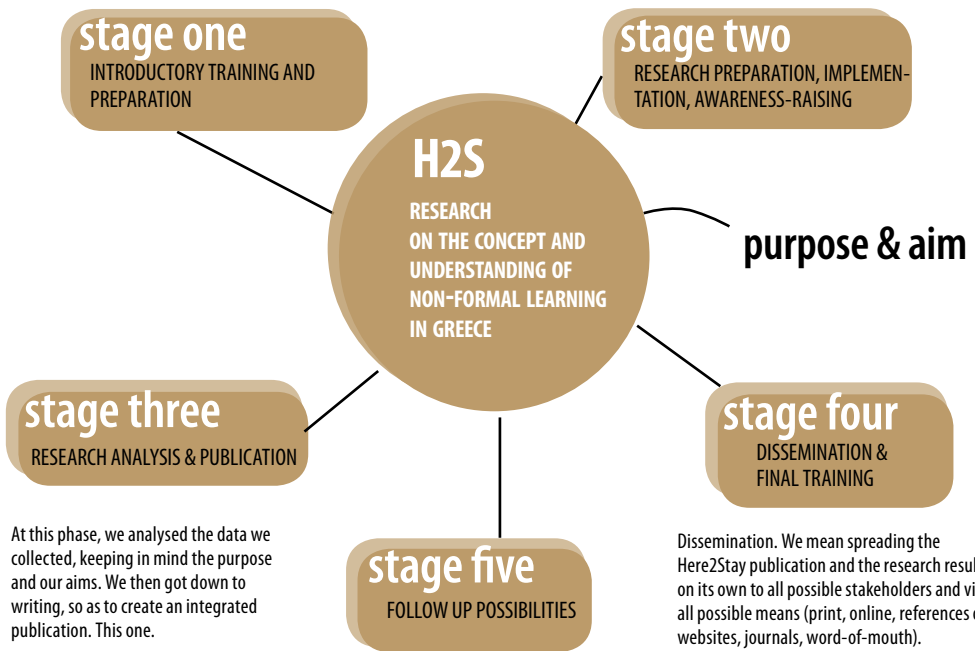 stage one
INTRODUCTORY TRAINING AND
PREPARATION
stage two
RESEARCH PREPARATION, IMPLEMEN-
TATION, AWARENESS-RAISING
H2S
RESEARCH
ON THE CONCEPT AND
UNDERSTANDING OF
NON-FORMAL LEARNING
IN GREECE
purpose & aim
stage three
RESEARCH ANALYSIS & PUBLICATION
At this phase, we analysed the data we
collected, keeping in mind the purpose
and our aims. We then got down to
writing, so as to create an integrated
publication. This one.
stage four
DISSEMINATION &
FINAL TRAINING
Dissemination. We mean spreading the
Here2Stay publication and the research
on its own to all possible stakeholders and
all possible means (print, online, references
websites, journals, word-of-mouth).
stage five
FOLLOW UP POSSIBILITIES